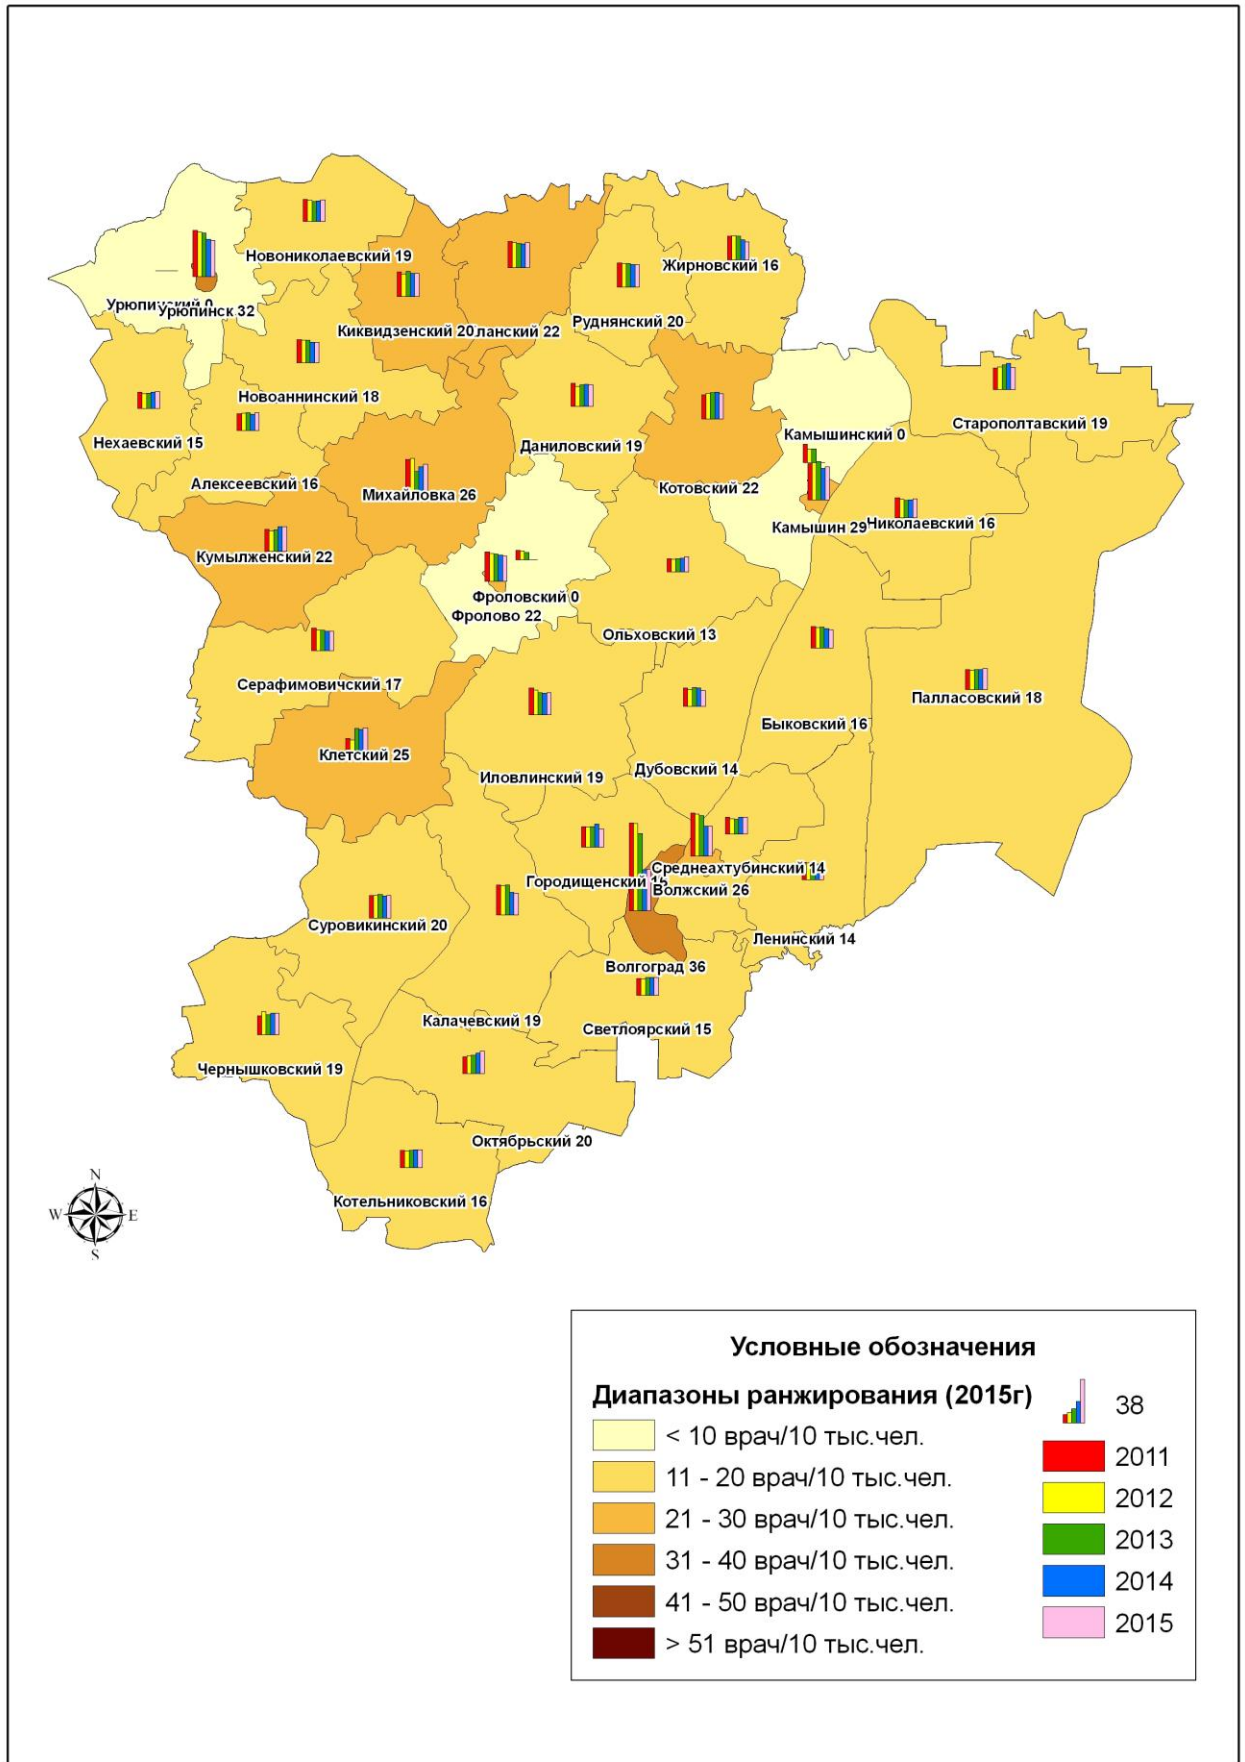 Новониколаевский 19
Жирновский 16
Урюпинский 0
Урюпинск 32
Киквидзенский 20
ланский 22
Руднянский 20
Новоаннинский 18
Нехаевский 15
Старополтавский 19
Даниловский 19
Камышинский 0
Алексеевский 16
Михайловка 26
Котовский 22
Камышин 29
Николаевский 16
Кумылженский 22
Фроловский 0
Фролово 22
Ольховский 13
Серафимовичский 17
Палласовский 18
Быковский 16
Клетский 25
Иловлинский 19
Дубовский 14
Среднеахтубинский 14
Городищенский
Волжский 26
Суровикинский 20
Ленинский 14
Волгоград 36
Калачевский 19
Светлоярский 15
Чернышковский 19
Октябрьский 20
Котельниковский 16
N
W
E
S
Условные обозначения
Диапазоны ранжирования (2015г)
< 10 врач/10 тыс.чел.
11 - 20 врач/10 тыс.чел.
21 - 30 врач/10 тыс.чел.
31 - 40 врач/10 тыс.чел.
41 - 50 врач/10 тыс.чел.
> 51 врач/10 тыс.чел.
38
2011
2012
2013
2014
2015